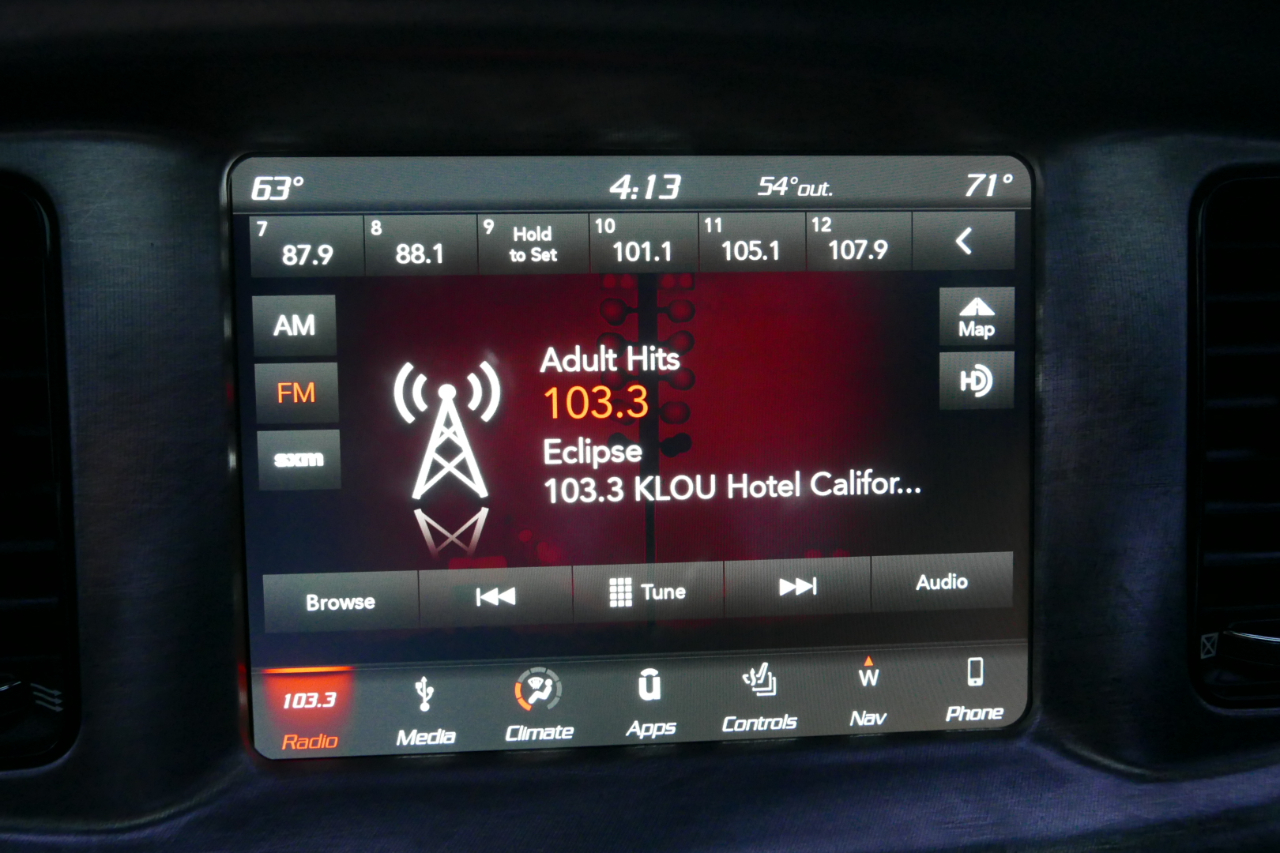 63° 4:13 54° out. 71°
7 87.9 8 88.1 9 Hold to Set 10 101.1 11 105.1 12 107.9
AM
FM
sxm
Adult Hits
103.3
Eclipse
103.3 KLOU Hotel Califor...
Map
HD
Browse Tune Audio
103.3 W
Radio Media Climate Apps Controls Nav Phone